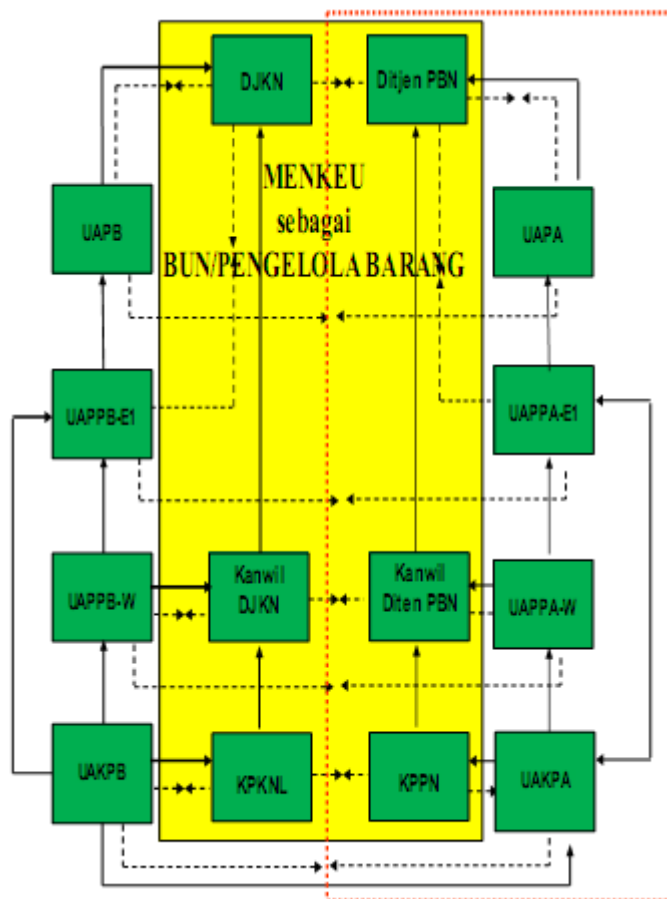 DJKN
Ditjen PBN
MENKEU
sebagai
BUN/PENGELOLA BARANG
UAPB
UAPA
UAPPB-E1
UAPPA-E1
UAPPB-W
Kanwil
DJKN
Kanwil
Diten PBN
UAPPA-W
UAKPB
KPKNL
KPPN
UAKPA